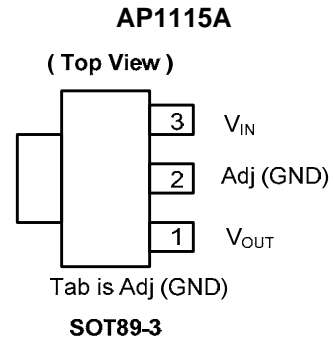 AP1115A
( Top View )
3 VIN
2 Adj (GND)
1 VOUT
Tab is Adj (GND)
SOT89-3